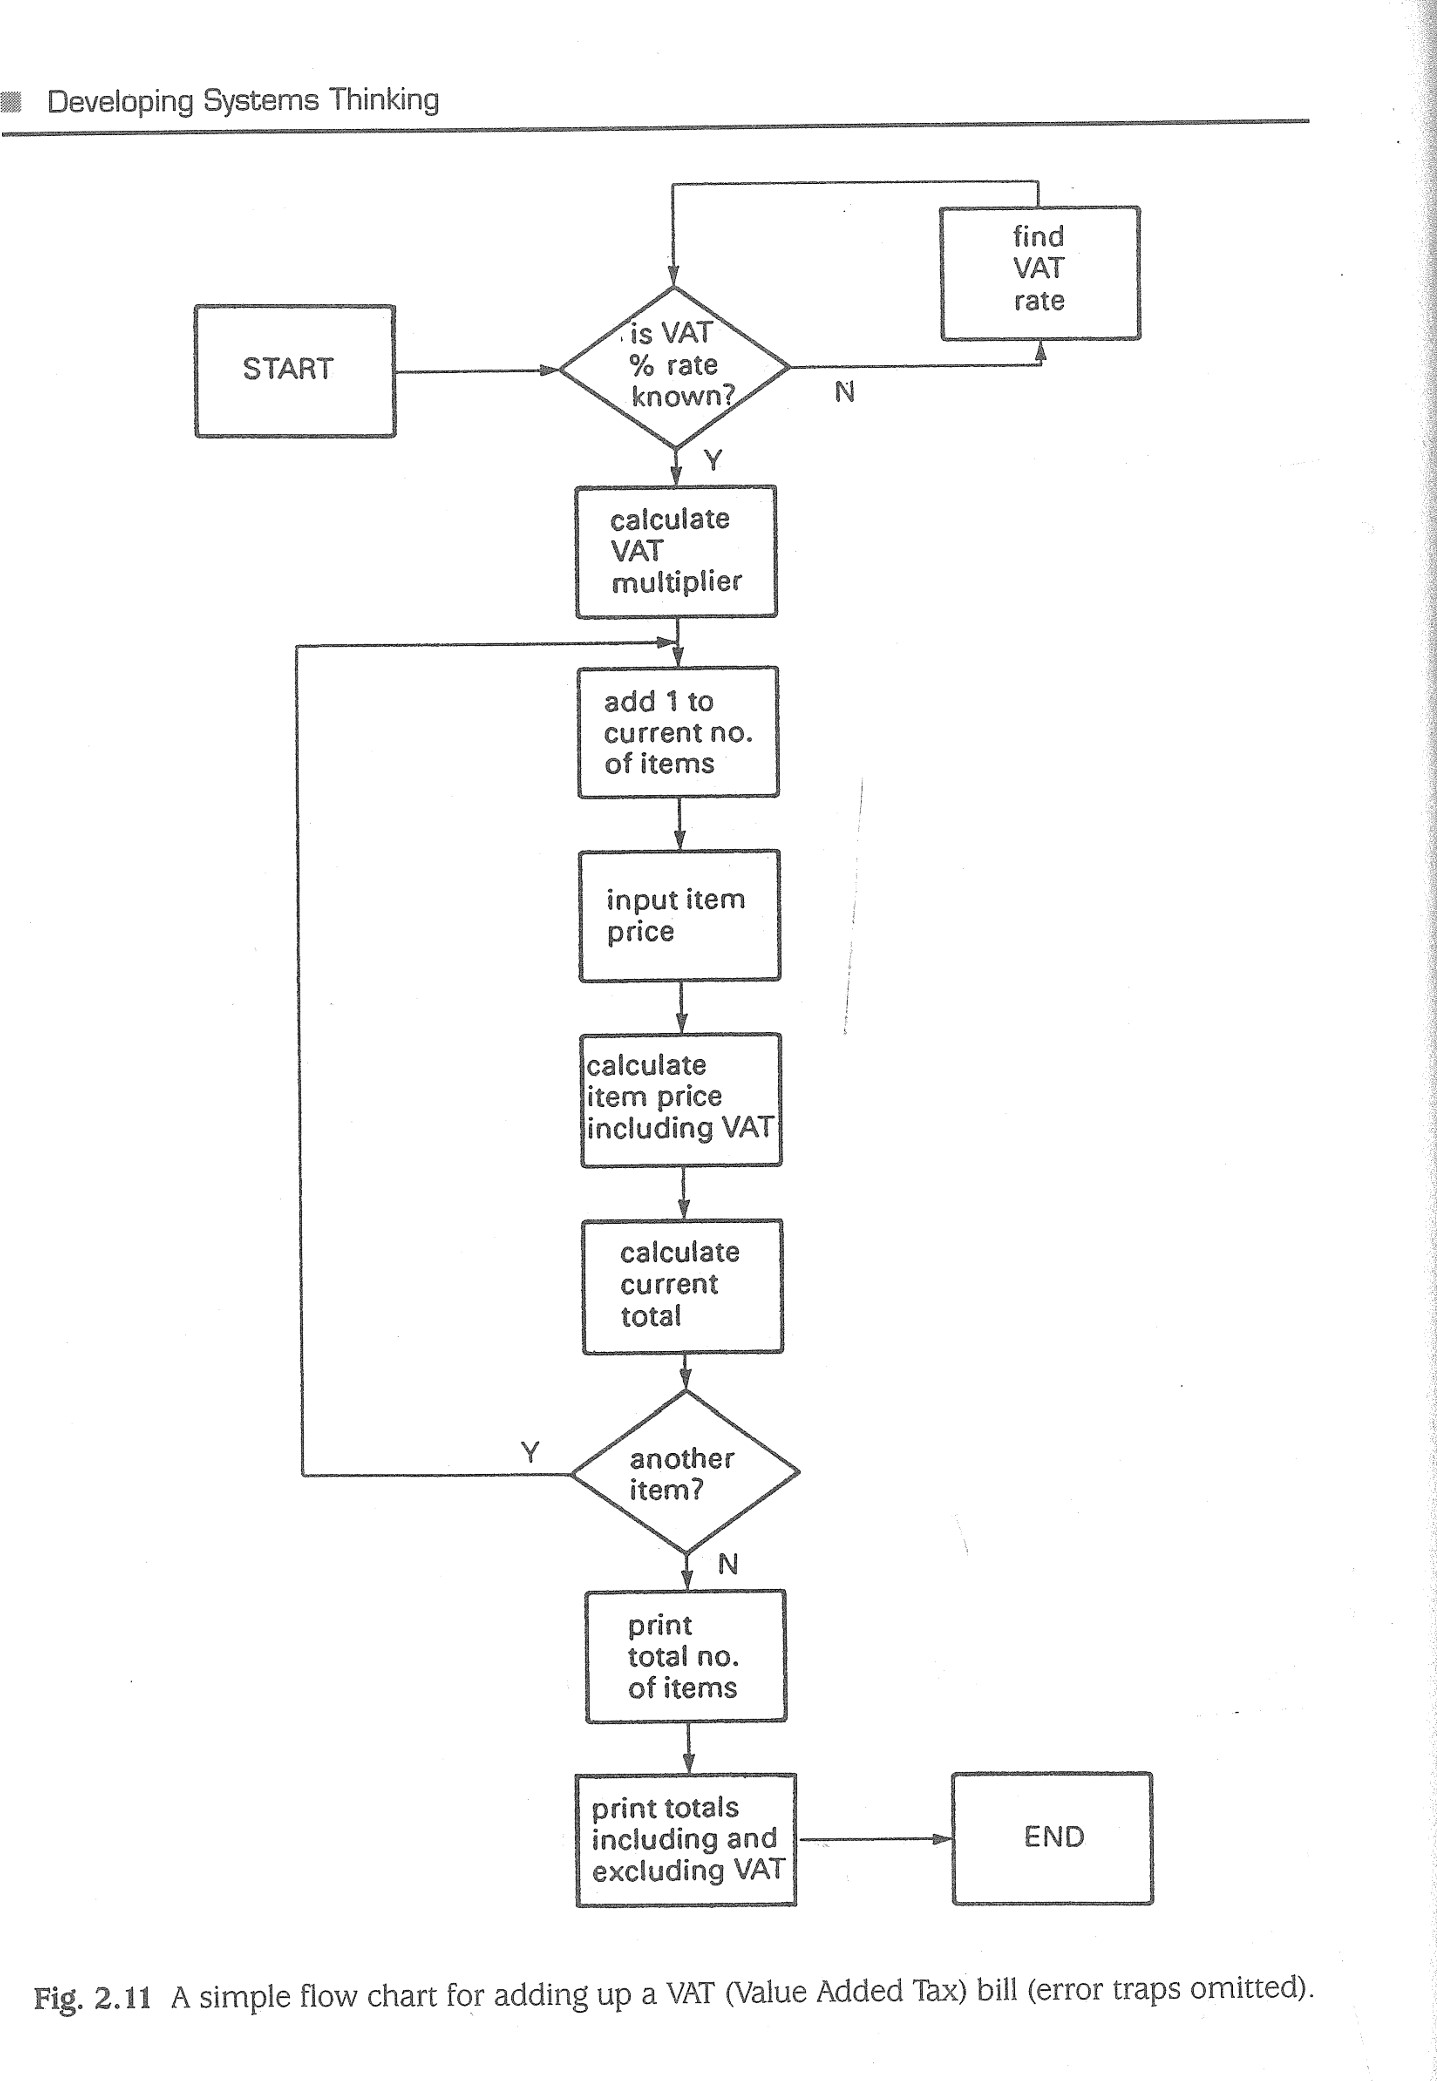 Developing Systems Thinking
find
VAT
rate
START
is VAT
% rate
known?
N
Y
calculate
VAT
multiplier
add 1 to
current no.
of items
input item
price
calculate
item price
including VAT
calculate
current
total
Y
another
item?
N
print
total no.
of items
print totals
including and
excluding VAT
END
Fig. 2.11 A simple flow chart for adding up a VAT (Value Added Tax) bill (error traps omitted).